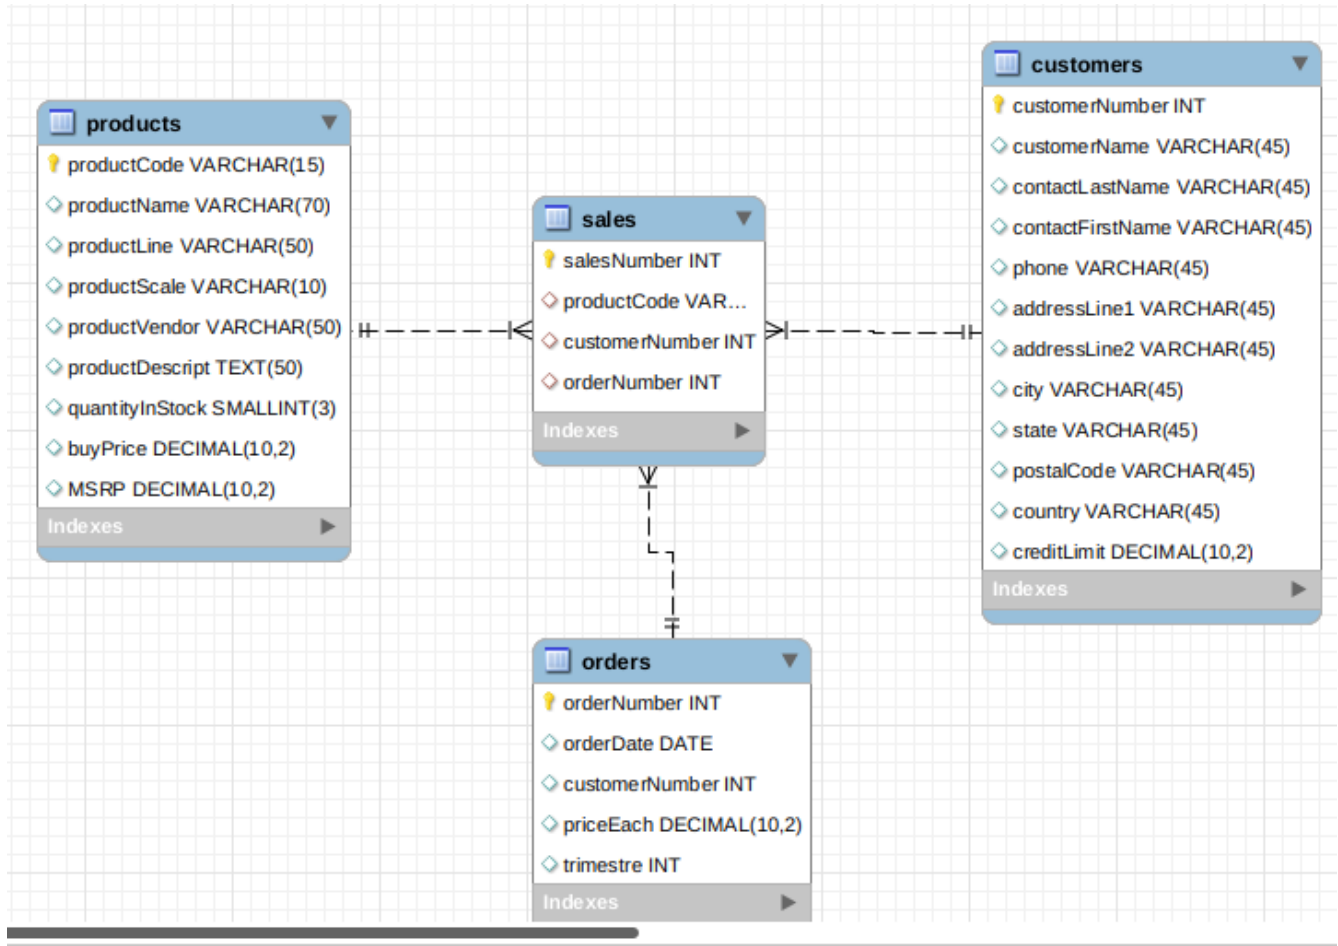 products
productCode VARCHAR(15)
productName VARCHAR(70)
productLine VARCHAR(50)
productScale VARCHAR(10)
productVendor VARCHAR(50)
productDescript TEXT(50)
quantityInStock SMALLINT(3)
buyPrice DECIMAL(10,2)
MSRP DECIMAL(10,2)
Indexes
sales
salesNumber INT
productCode VAR...
customerNumber INT
orderNumber INT
Indexes
customers
customerNumber INT
customerName VARCHAR(45)
contactLastName VARCHAR(45)
contactFirstName VARCHAR(45)
phone VARCHAR(45)
addressLine1 VARCHAR(45)
addressLine2 VARCHAR(45)
city VARCHAR(45)
state VARCHAR(45)
postalCode VARCHAR(45)
country VARCHAR(45)
creditLimit DECIMAL(10,2)
Indexes
orders
orderNumber INT
orderDate DATE
customerNumber INT
priceEach DECIMAL(10,2)
trimestre INT
Indexes